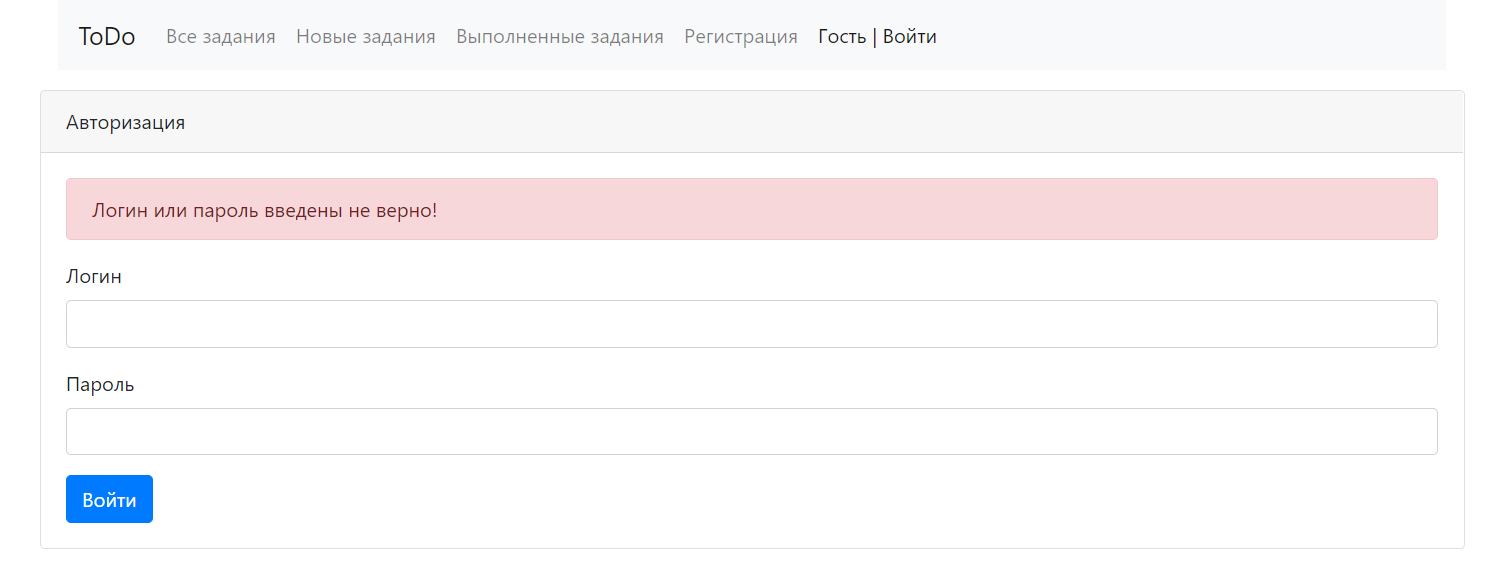 ToDo Все задания Новые задания Выполненные задания Регистрация Гость | Войти
Авторизация
Логин или пароль введены не верно!
Логин
Пароль
Войти